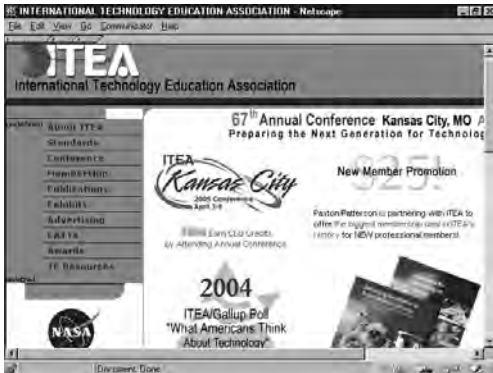 INTERNATIONAL TECHNOLOGY EDUCATION ASSOCIATION - Netscape
File Edit View Go Communicator Help
ITEA
International Technology Education Association
About ITEA
Standards
Conference
Membership
Publications
Exhibits
Advertising
CATTS
Awards
TE Resources
NASA
67th Annual Conference Kansas City, MO
Preparing the Next Generation for Technolog
ITEA
Kansas City
2005 Conference
April 3-5
Earn CEU Credits
by Attending Annual Conference
2004
ITEA/Gallup Poll
"What Americans Think
About Technology"
$25!
New Member Promotion
Paxton/Patterson is partnering with ITEA to
offer the biggest membership deal in ITEA's
history for NEW professional members!
Document: Done